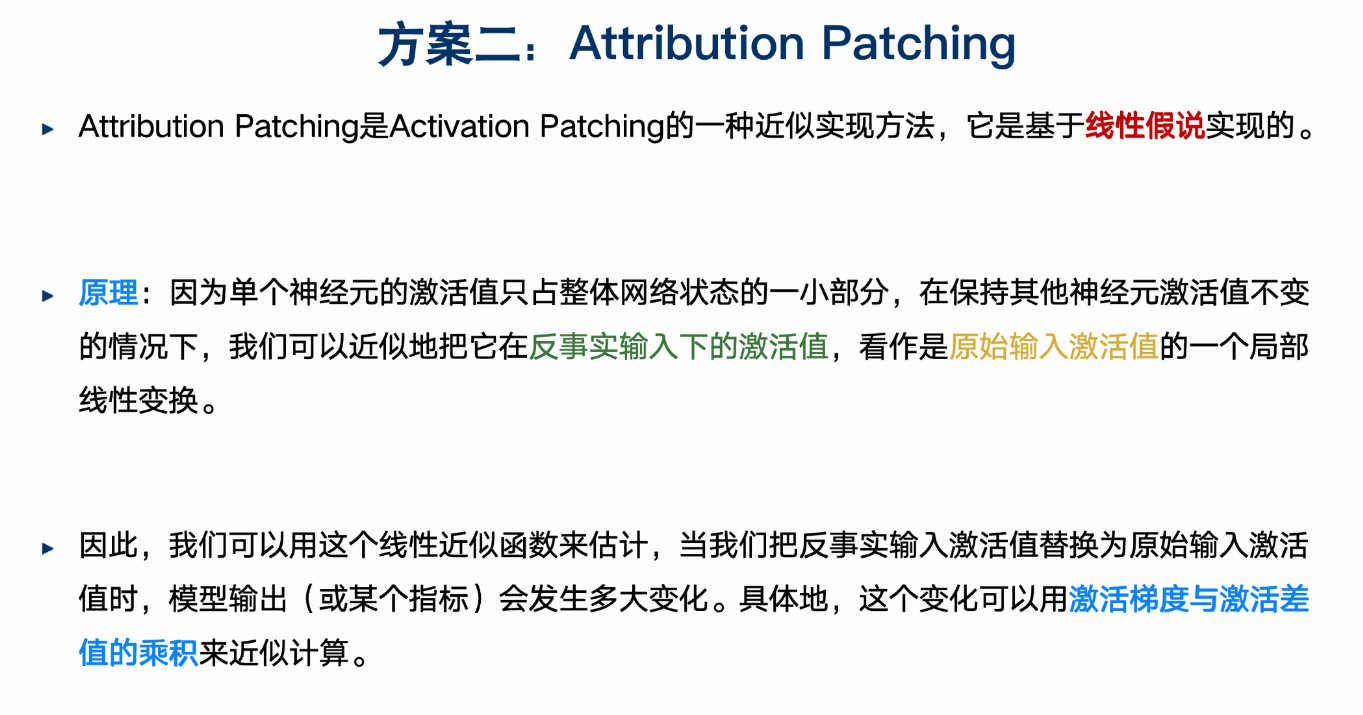 方案二：Attribution Patching
Attribution Patching是Activation Patching的一种近似实现方法，它是基于线性假说实现的。
原理：因为单个神经元的激活值只占整体网络状态的一小部分，在保持其他神经元激活值不变
的情况下，我们可以近似地把它在反事实输入下的激活值，看作是原始输入激活值的一个局部
线性变换。
因此，我们可以用这个线性近似函数来估计，当我们把反事实输入激活值替换为原始输入激活
值时，模型输出（或某个指标）会发生多大变化。具体地，这个变化可以用激活梯度与激活差
值的乘积来近似计算。